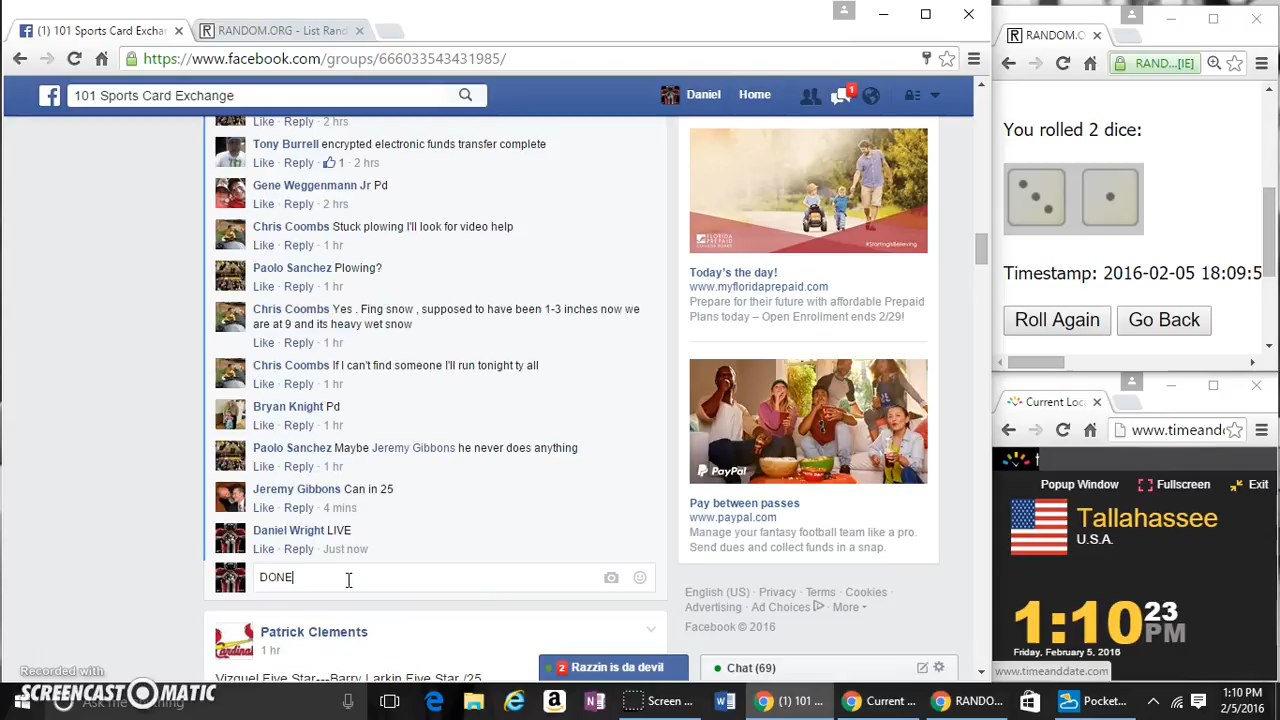 (1) 101 Sports Card Exchan
RANDOM.ORG - List Rand
https://www.facebook.com/groups/666033543431985/
101 Sports Card Exchange
Daniel
Home
1
Like · Reply · 2 hrs
Tony Burrell encrypted electronic funds transfer complete
Like · Reply · 1 · 2 hrs
Gene Weggenmann Jr Pd
Like · Reply · 2 hrs
Chris Coombs Stuck plowing I'll look for video help
Like · Reply · 1 hr
Paolo Sanchez Plowing?
Like · Reply · 1 hr
Chris Coombs Yes . Fing snow , supposed to have been 1-3 inches now we
are at 9 and its heavy wet snow
Like · Reply · 1 hr
Chris Coombs If I can't find someone I'll run tonight ty all
Like · Reply · 1 hr
Bryan Knight Pd
Like · Reply · 1 hr
Paolo Sanchez Maybe Jeremy Gibbons he never does anything
Like · Reply · 1 hr
Jeremy Gibbons Can in 25
Like · Reply · mins
Daniel Wright LIVE
Like · Reply · Just now
DONE
Patrick Clements
1 hr
Today's the day!
www.myfloridaprepaid.com
Prepare for their future with affordable Prepaid
Plans today – Open Enrollment ends 2/29!
FLORIDA
PREPAID
#StartingIsBelieving
PayPal
Pay between passes
www.paypal.com
Manage your fantasy football team like a pro.
Send dues and collect funds in a snap.
English (US) · Privacy · Terms · Cookies ·
Advertising · Ad Choices · More
Facebook © 2016
2 Razzin is da devil
Chat (69)
RANDOM.O
RAND...[IE]
You rolled 2 dice:
Timestamp: 2016-02-05 18:09:5
Roll Again
Go Back
Current Loc
www.timeand
Popup Window
Fullscreen
Exit
Tallahassee
U.S.A.
1:10 23 PM
Friday, February 5, 2016
www.timeanddate.com
Recorded with
SCREENCAST-O-MATIC
Screen ...
(1) 101 ...
Current ...
RANDO...
Pocket...
1:10 PM
2/5/2016